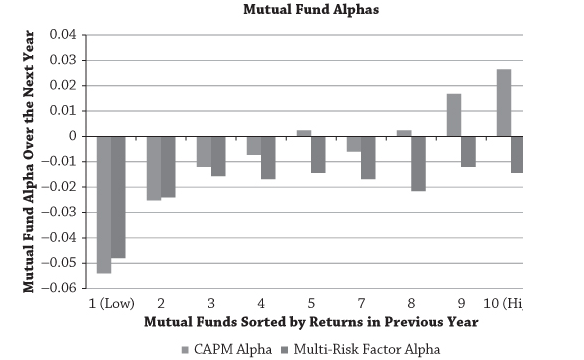 Mutual Fund Alphas
Mutual Fund Alpha Over the Next Year
0.04
0.03
0.02
0.01
0
−0.01
−0.02
−0.03
−0.04
−0.05
−0.06
1 (Low) 2 3 4 5 7 8 9 10 (Hi
Mutual Funds Sorted by Returns in Previous Year
CAPM Alpha Multi-Risk Factor Alpha